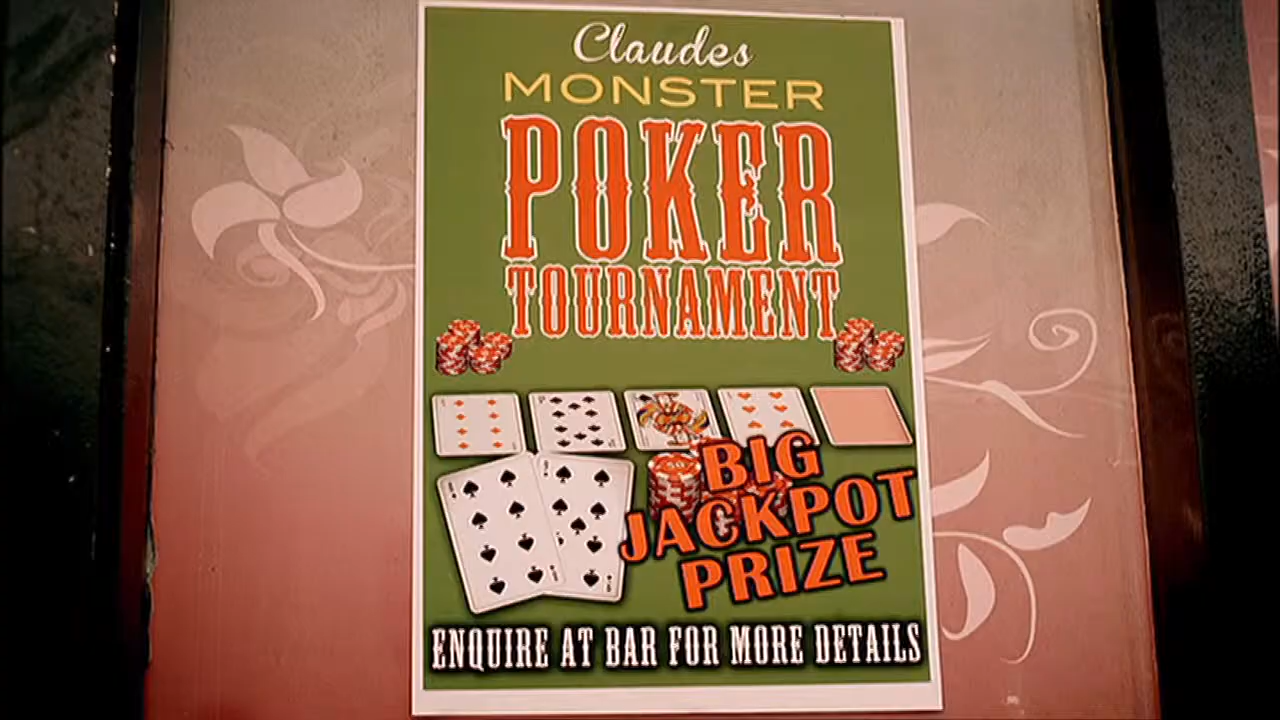 Claudes
MONSTER
POKER
TOURNAMENT
BIG
JACKPOT
PRIZE
ENQUIRE AT BAR FOR MORE DETAILS